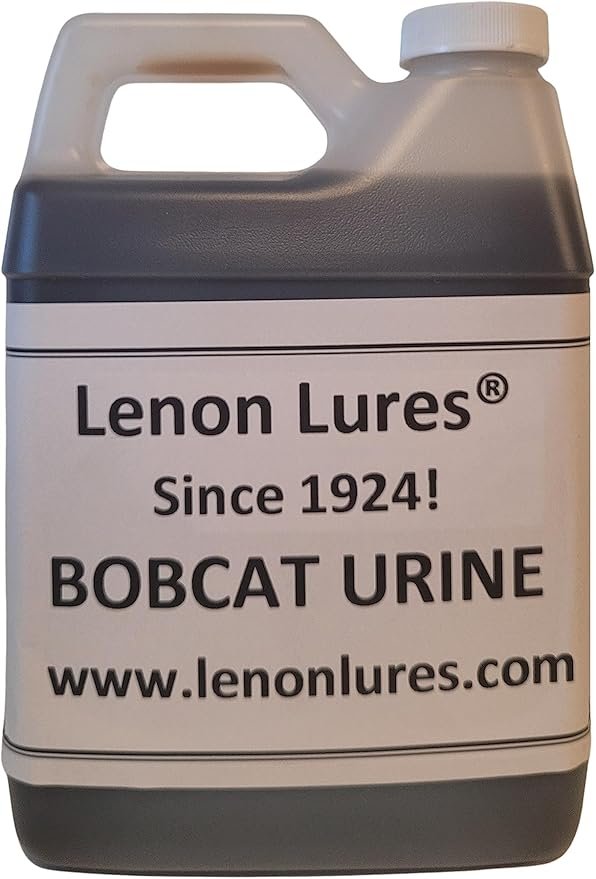 Lenon Lures®
Since 1924!
BOBCAT URINE
www.lenonlures.com